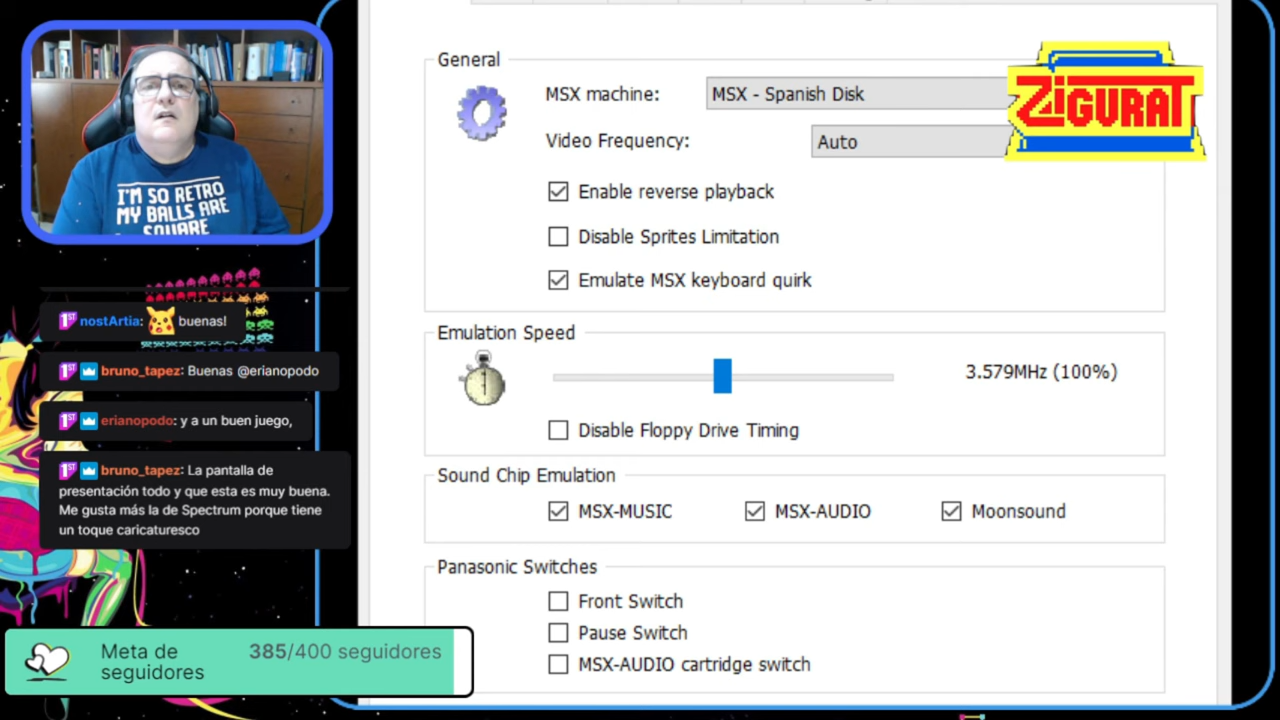 I'M SO RETRO
MY BALLS ARE
SQUARE
nostArtia: buenas!
bruno_tapez: Buenas @erianopodo
erianopodo: y a un buen juego,
bruno_tapez: La pantalla de
presentación todo y que esta es muy buena.
Me gusta más la de Spectrum porque tiene
un toque caricaturesco
Meta de
seguidores
385/400 seguidores
General
MSX machine: MSX - Spanish Disk
Video Frequency: Auto
Enable reverse playback
Disable Sprites Limitation
Emulate MSX keyboard quirk
Emulation Speed
3.579MHz (100%)
Disable Floppy Drive Timing
Sound Chip Emulation
MSX-MUSIC MSX-AUDIO Moonsound
Panasonic Switches
Front Switch
Pause Switch
MSX-AUDIO cartridge switch
ZIGURAT